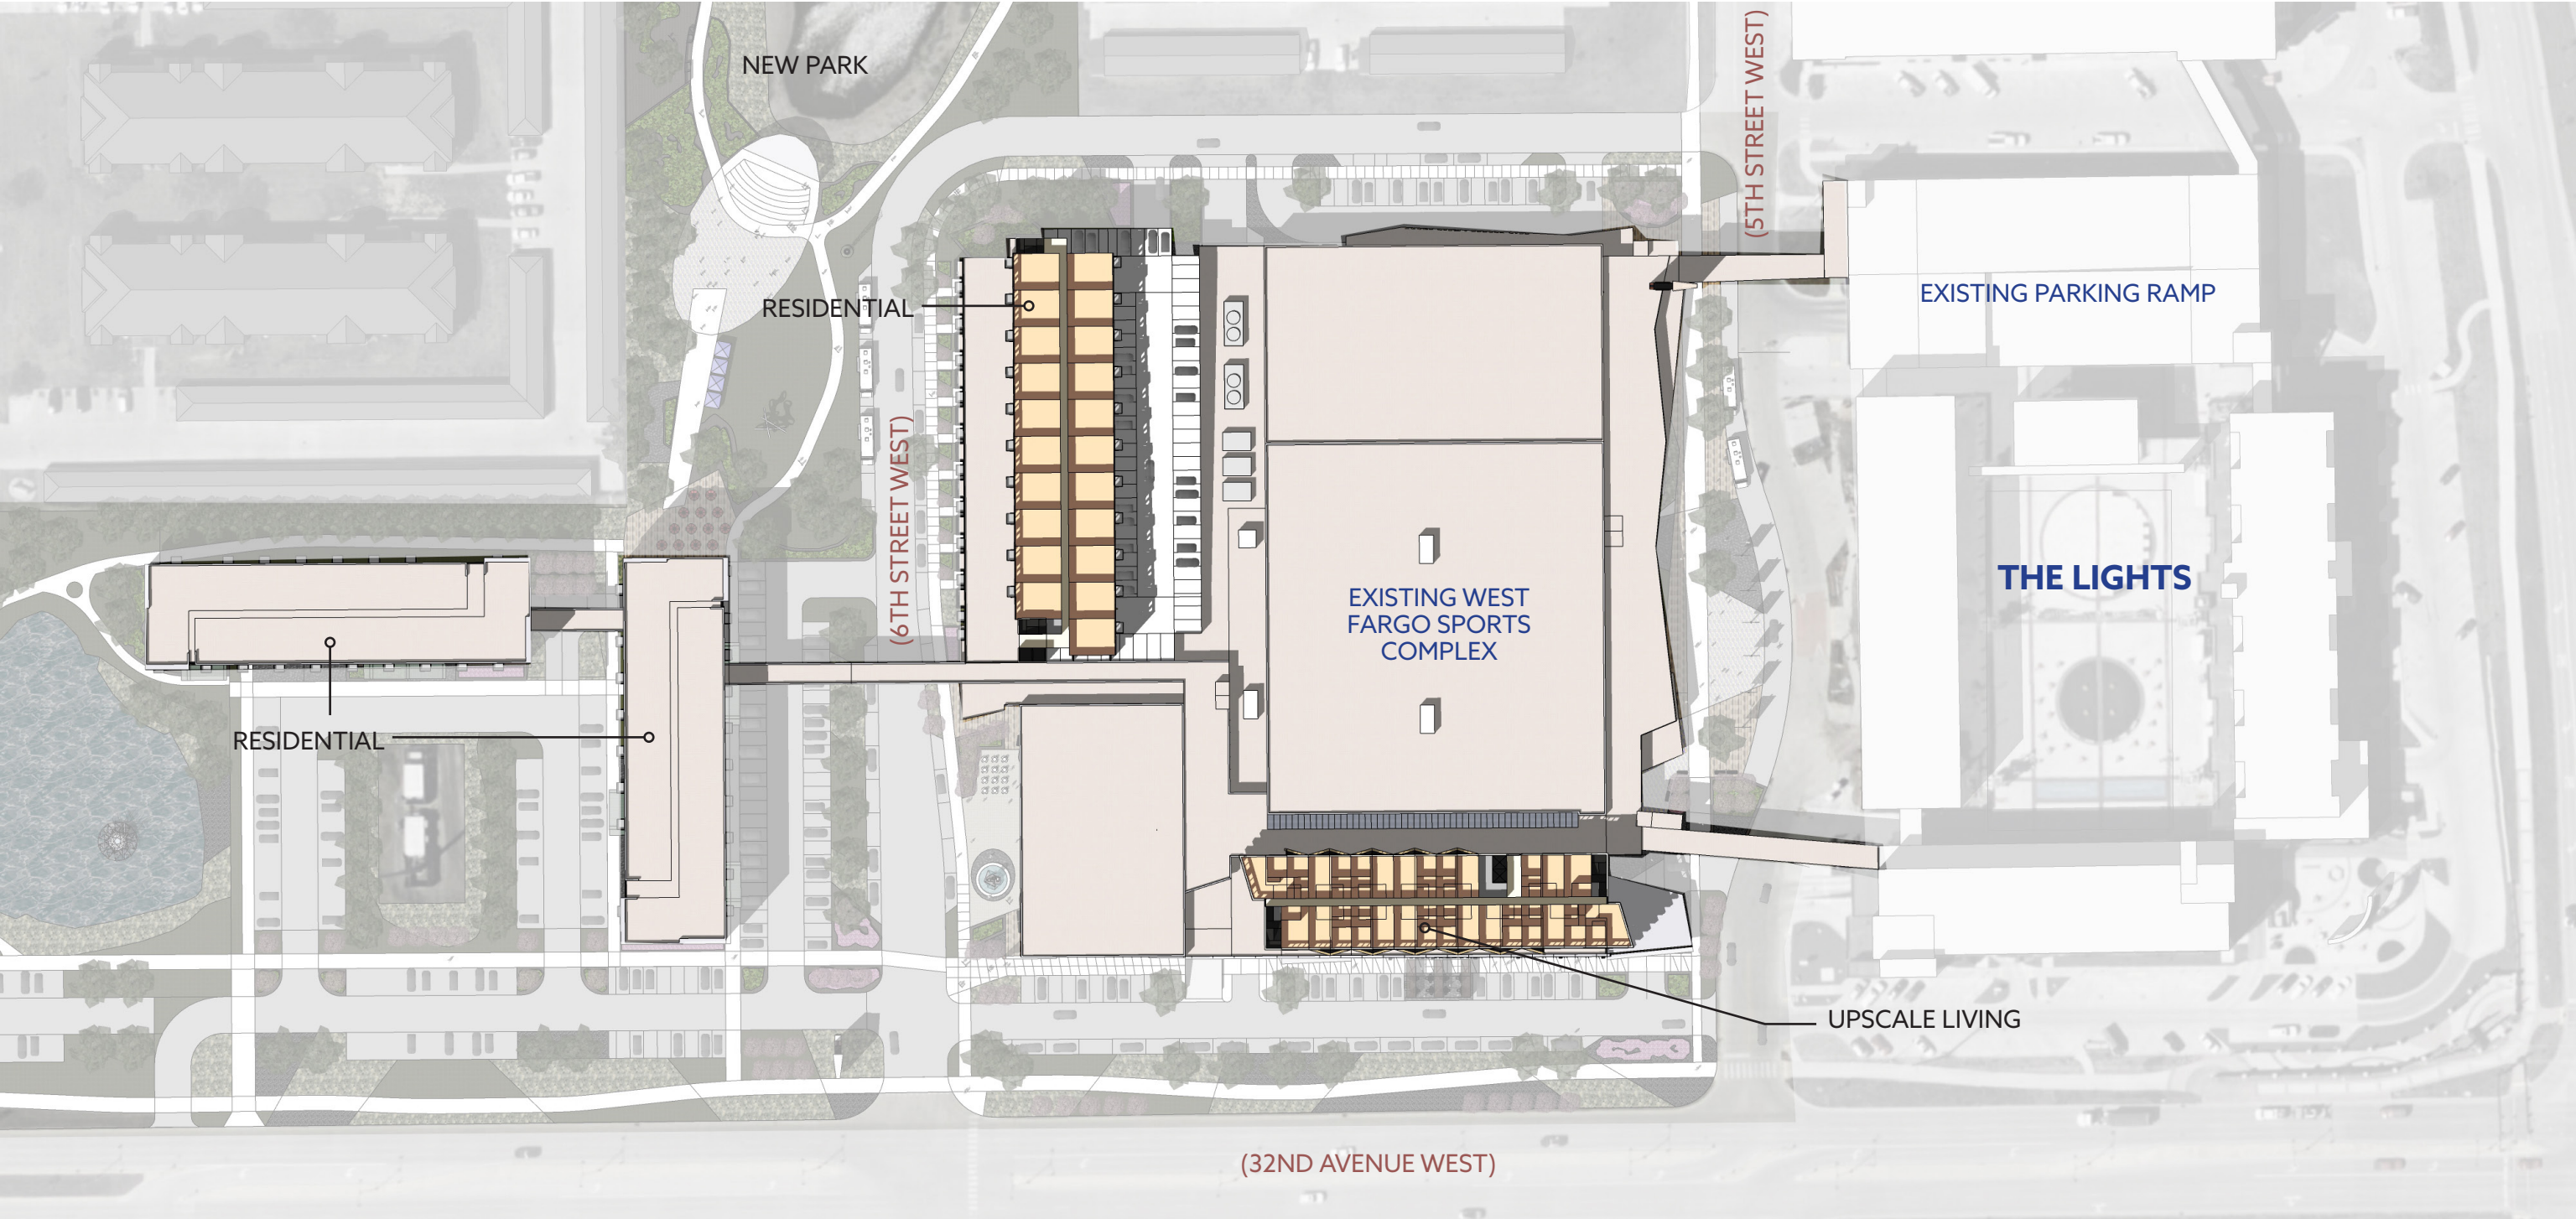 NEW PARK
(5TH STREET WEST)
RESIDENTIAL
EXISTING PARKING RAMP
(6TH STREET WEST)
EXISTING WEST
FARGO SPORTS
COMPLEX
THE LIGHTS
RESIDENTIAL
UPSCALE LIVING
(32ND AVENUE WEST)